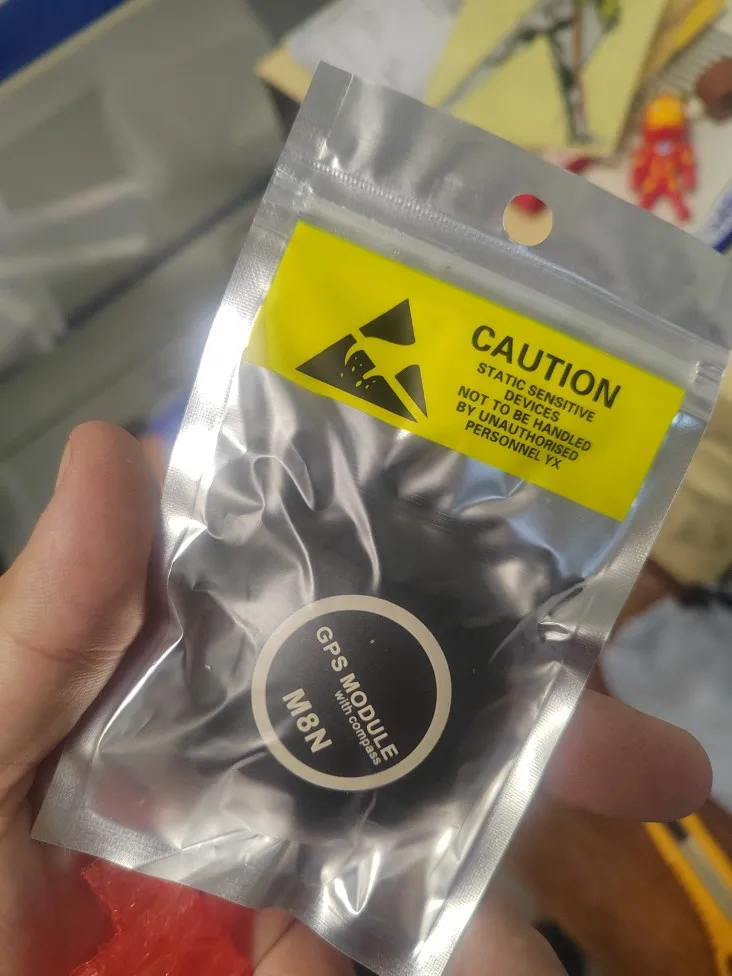 CAUTION
STATIC SENSITIVE
DEVICES
NOT TO BE HANDLED
BY UNAUTHORISED
PERSONNEL YX
GPS MODULE
with compass
M8N